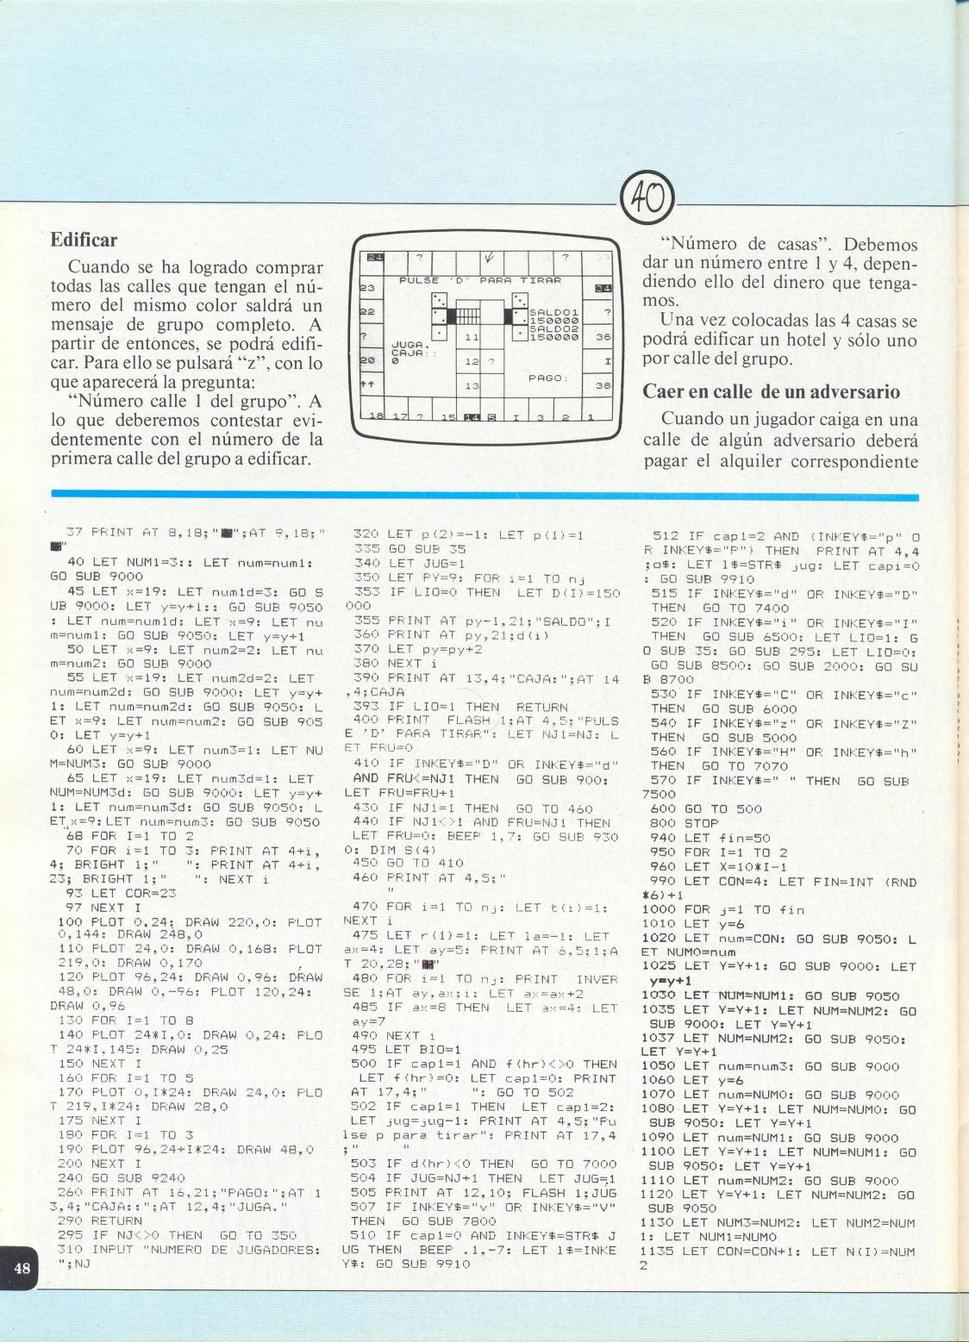 40
Edificar
Cuando se ha logrado comprar
todas las calles que tengan el nú-
mero del mismo color saldrá un
mensaje de grupo completo. A
partir de entonces, se podrá edifi-
car. Para ello se pulsará “z”, con lo
que aparecerá la pregunta:
“Número calle 1 del grupo”. A
lo que deberemos contestar evi-
dentemente con el número de la
primera calle del grupo a edificar.
24 ? ?
PULSE 'D' PARA TIRAR
23 34
22 SALDO1 ?
150000
SALDO2
? 11 150000 36
JUGA.
CAJA::
20 0 12 ? I
↑↑ 13 PAGO: 38
18 17 ? 15 14 I 3 2 1
“Número de casas”. Debemos
dar un número entre 1 y 4, depen-
diendo ello del dinero que tenga-
mos.
Una vez colocadas las 4 casas se
podrá edificar un hotel y sólo uno
por calle del grupo.
Caer en calle de un adversario
Cuando un jugador caiga en una
calle de algún adversario deberá
pagar el alquiler correspondiente
37 PRINT AT 8,18;"■";AT 9,18;"
■"
40 LET NUM1=3:: LET num=num1:
GO SUB 9000
45 LET x=19: LET num1d=3: GO S
UB 9000: LET y=y+1:: GO SUB 9050
: LET num=num1d: LET x=9: LET nu
m=num1: GO SUB 9050: LET y=y+1
50 LET x=9: LET num2=2: LET nu
m=num2: GO SUB 9000
55 LET x=19: LET num2d=2: LET
num=num2d: GO SUB 9000: LET y=y+
1: LET num=num2d: GO SUB 9050: L
ET x=9: LET num=num2: GO SUB 905
0: LET y=y+1
60 LET x=9: LET num3=1: LET NU
M=NUM3: GO SUB 9000
65 LET x=19: LET num3d=1: LET
NUM=NUM3d: GO SUB 9000: LET y=y+
1: LET num=num3d: GO SUB 9050: L
ET x=9: LET num=num3: GO SUB 9050
68 FOR I=1 TO 2
70 FOR i=1 TO 3: PRINT AT 4+i,
4; BRIGHT 1;"   ": PRINT AT 4+i,
23; BRIGHT 1;"   ": NEXT i
93 LET COR=23
97 NEXT I
100 PLOT 0,24: DRAW 220,0: PLOT
0,144: DRAW 248,0
110 PLOT 24,0: DRAW 0,168: PLOT
219,0: DRAW 0,170
120 PLOT 96,24: DRAW 0,96: DRAW
48,0: DRAW 0,-96: PLOT 120,24:
DRAW 0,96
130 FOR I=1 TO 8
140 PLOT 24*I,0: DRAW 0,24: PLO
T 24*I,145: DRAW 0,25
150 NEXT I
160 FOR I=1 TO 5
170 PLOT 0,I*24: DRAW 24,0: PLO
T 219,I*24: DRAW 28,0
175 NEXT I
180 FOR I=1 TO 3
190 PLOT 96,24+I*24: DRAW 48,0
200 NEXT I
240 GO SUB 9240
260 PRINT AT 16,21;"PAGO:";AT 1
3,4;"CAJA::";AT 12,4;"JUGA."
290 RETURN
295 IF NJ<>0 THEN  GO TO 350
310 INPUT "NUMERO DE JUGADORES:
";NJ
320 LET p(2)=-1: LET p(1)=1
335 GO SUB 35
340 LET JUG=1
350 LET PY=9: FOR i=1 TO nj
353 IF LIO=0 THEN  LET D(I)=150
000
355 PRINT AT py-1,21;"SALDO";I
360 PRINT AT py,21;d(i)
370 LET py=py+2
380 NEXT i
390 PRINT AT 13,4;"CAJA:";AT 14
,4;CAJA
393 IF LIO=1 THEN  RETURN
400 PRINT  FLASH 1;AT 4,5;"PULS
E 'D' PARA TIRAR": LET NJ1=NJ: L
ET FRU=0
410 IF INKEY$="D" OR INKEY$="d"
AND FRU<=NJ1 THEN  GO SUB 900:
LET FRU=FRU+1
430 IF NJ1=1 THEN  GO TO 460
440 IF NJ1<>1 AND FRU=NJ1 THEN
LET FRU=0: BEEP 1,7: GO SUB 930
0: DIM S(4)
450 GO TO 410
460 PRINT AT 4,5;"
"
470 FOR i=1 TO nj: LET t(i)=1:
NEXT i
475 LET r(1)=1: LET la=-1: LET
ax=4: LET ay=5: PRINT AT 6,5;1;A
T 20,28;"■"
480 FOR i=1 TO nj: PRINT  INVER
SE 1;AT ay,ax;i: LET ax=ax+2
485 IF ax=8 THEN  LET ax=4: LET
ay=7
490 NEXT i
495 LET BIO=1
500 IF cap1=1 AND f(hr)<>0 THEN
LET f(hr)=0: LET cap1=0: PRINT
AT 17,4;"     ": GO TO 502
502 IF cap1=1 THEN  LET cap1=2:
LET jug=jug-1: PRINT AT 4,5;"Pu
lse p para tirar": PRINT AT 17,4
;"     "
503 IF d(hr)<0 THEN  GO TO 7000
504 IF JUG=NJ+1 THEN  LET JUG=1
505 PRINT AT 12,10; FLASH 1;JUG
507 IF INKEY$="v" OR INKEY$="V"
THEN  GO SUB 7800
510 IF cap1=0 AND INKEY$=STR$ J
UG THEN  BEEP .1,-7: LET l$=INKE
Y$: GO SUB 9910
512 IF cap1=2 AND (INKEY$="p" O
R INKEY$="P") THEN  PRINT AT 4,4
;o$: LET l$=STR$ jug: LET cap1=0
: GO SUB 9910
515 IF INKEY$="d" OR INKEY$="D"
THEN  GO TO 7400
520 IF INKEY$="i" OR INKEY$="I"
THEN  GO SUB 6500: LET LIO=1: G
O SUB 35: GO SUB 295: LET LIO=0:
GO SUB 8500: GO SUB 2000: GO SU
B 8700
530 IF INKEY$="C" OR INKEY$="c"
THEN  GO SUB 6000
540 IF INKEY$="z" OR INKEY$="Z"
THEN  GO SUB 5000
560 IF INKEY$="H" OR INKEY$="h"
THEN  GO TO 7070
570 IF INKEY$=" " THEN  GO SUB
7500
600 GO TO 500
800 STOP
940 LET fin=50
950 FOR I=1 TO 2
960 LET X=10*I-1
990 LET CON=4: LET FIN=INT (RND
*6)+1
1000 FOR j=1 TO fin
1010 LET y=6
1020 LET num=CON: GO SUB 9050: L
ET NUM0=num
1025 LET Y=Y+1: GO SUB 9000: LET
y=y+1
1030 LET NUM=NUM1: GO SUB 9050
1035 LET Y=Y+1: LET NUM=NUM2: GO
SUB 9000: LET Y=Y+1
1037 LET NUM=NUM2: GO SUB 9050:
LET Y=Y+1
1050 LET num=num3: GO SUB 9000
1060 LET y=6
1070 LET num=NUM0: GO SUB 9000
1080 LET Y=Y+1: LET NUM=NUM0: GO
SUB 9050: LET Y=Y+1
1090 LET num=NUM1: GO SUB 9000
1100 LET Y=Y+1: LET NUM=NUM1: GO
SUB 9050: LET Y=Y+1
1110 LET num=NUM2: GO SUB 9000
1120 LET Y=Y+1: LET NUM=NUM2: GO
SUB 9050
1130 LET NUM3=NUM2: LET NUM2=NUM
1: LET NUM1=NUM0
1135 LET CON=CON+1: LET N(I)=NUM
2
48